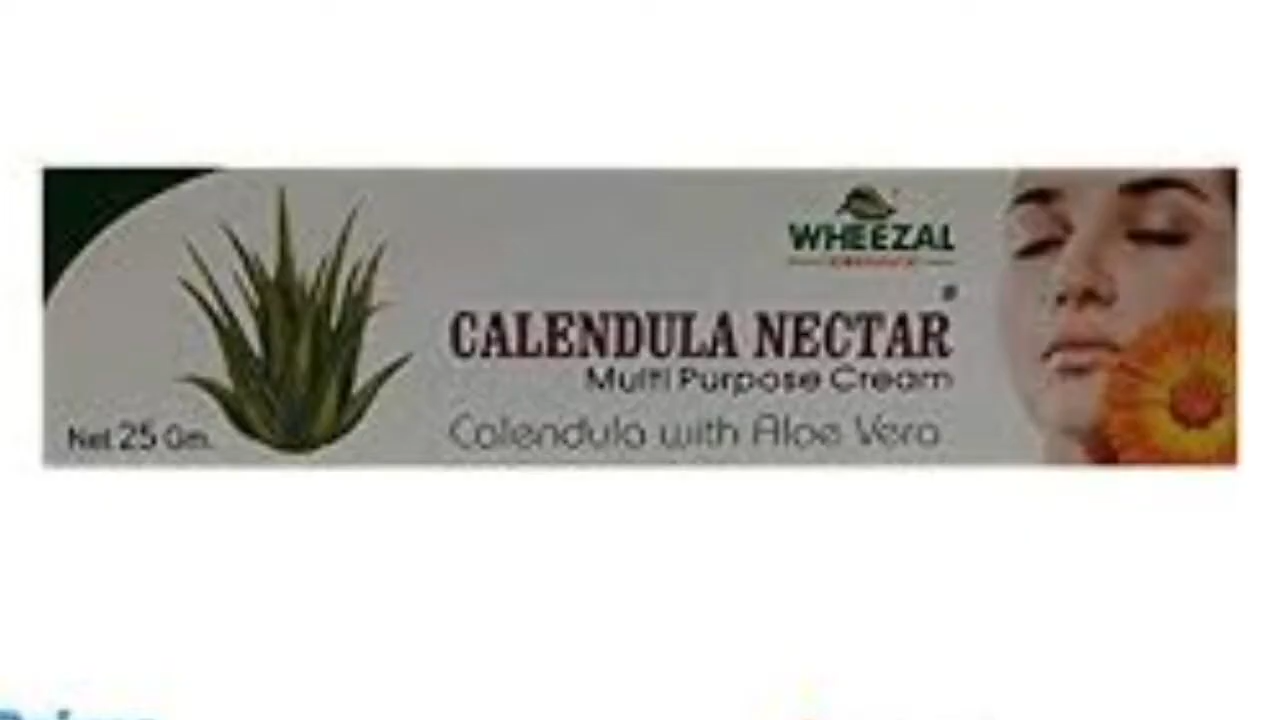 WHEEZAL
CALENDULA NECTAR
Multi Purpose Cream
Calendula with Aloe Vera
Net 25 Gm.